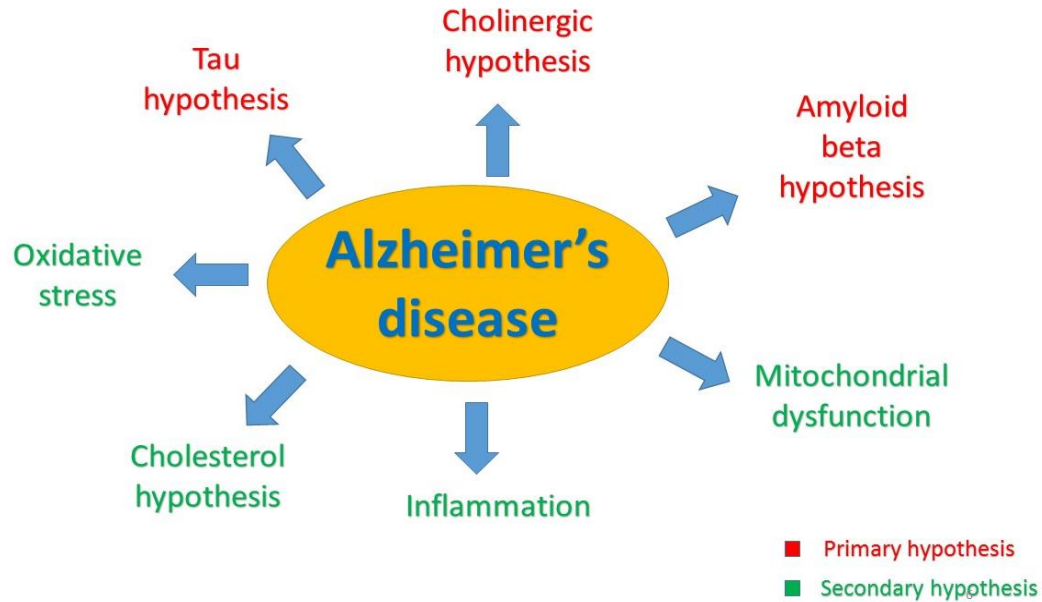 Cholinergic
hypothesis
Tau
hypothesis
Amyloid
beta
hypothesis
Alzheimer’s
disease
Oxidative
stress
Mitochondrial
dysfunction
Cholesterol
hypothesis
Inflammation
Primary hypothesis
Secondary hypothesis